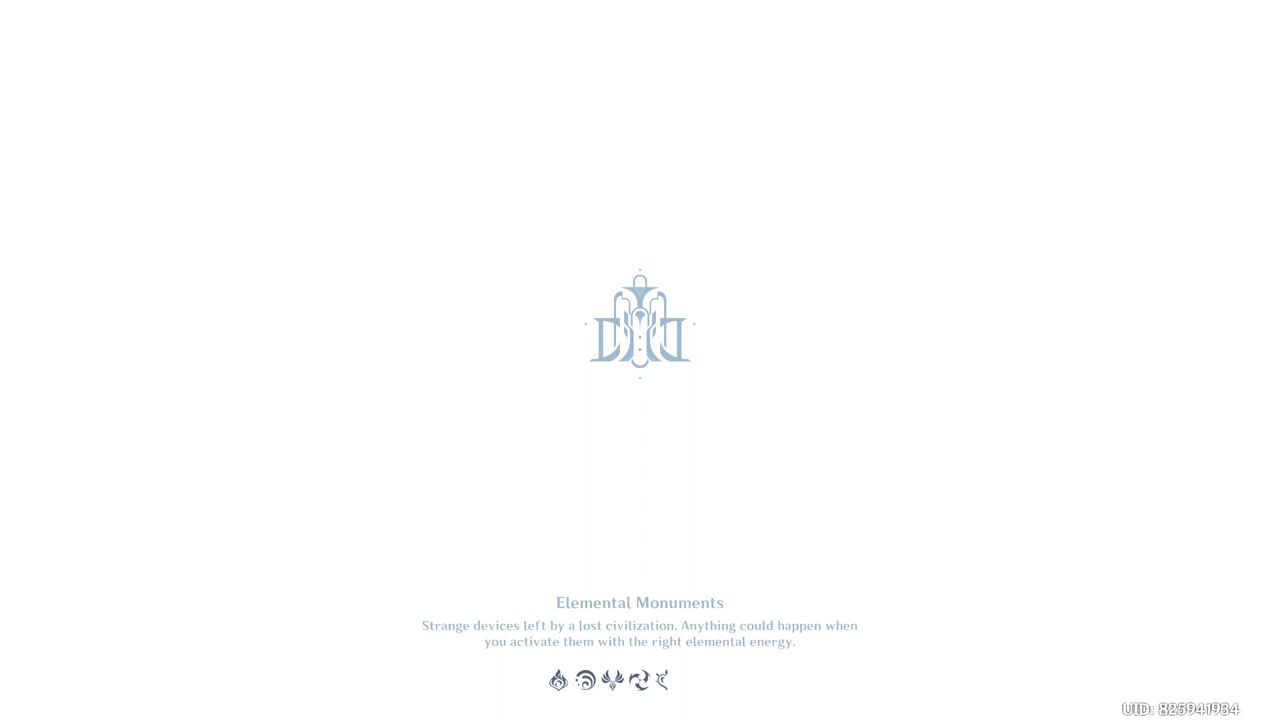 Elemental Monuments
Strange devices left by a lost civilization. Anything could happen when
you activate them with the right elemental energy.
UID: 825941934